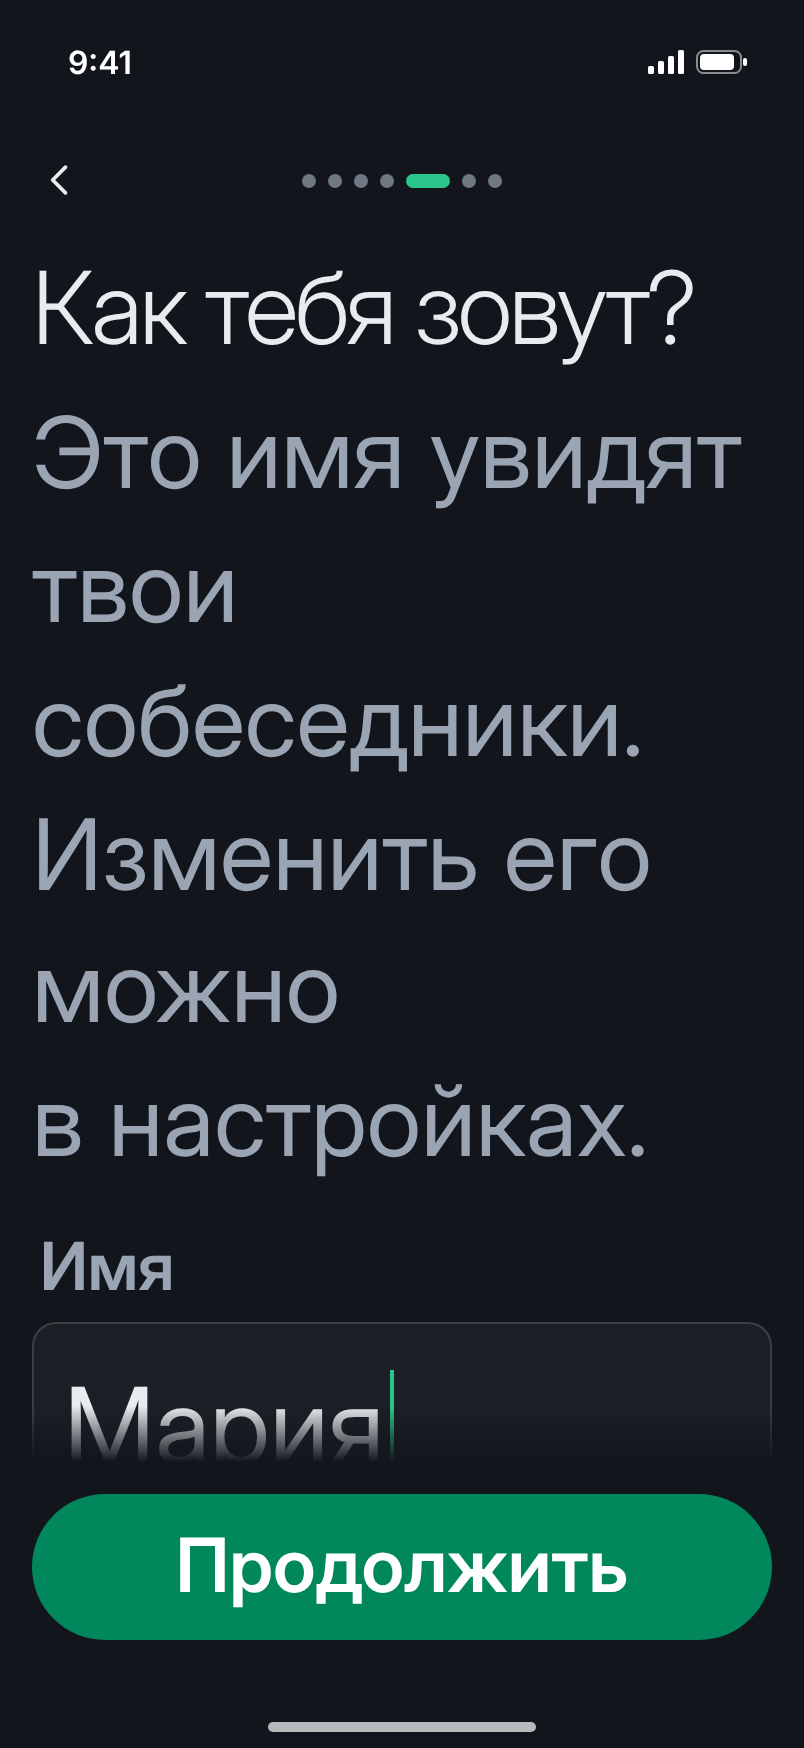 9:41
Как тебя зовут?
Это имя увидят
твои
собеседники.
Изменить его
можно
в настройках.
Имя
Мария
Продолжить